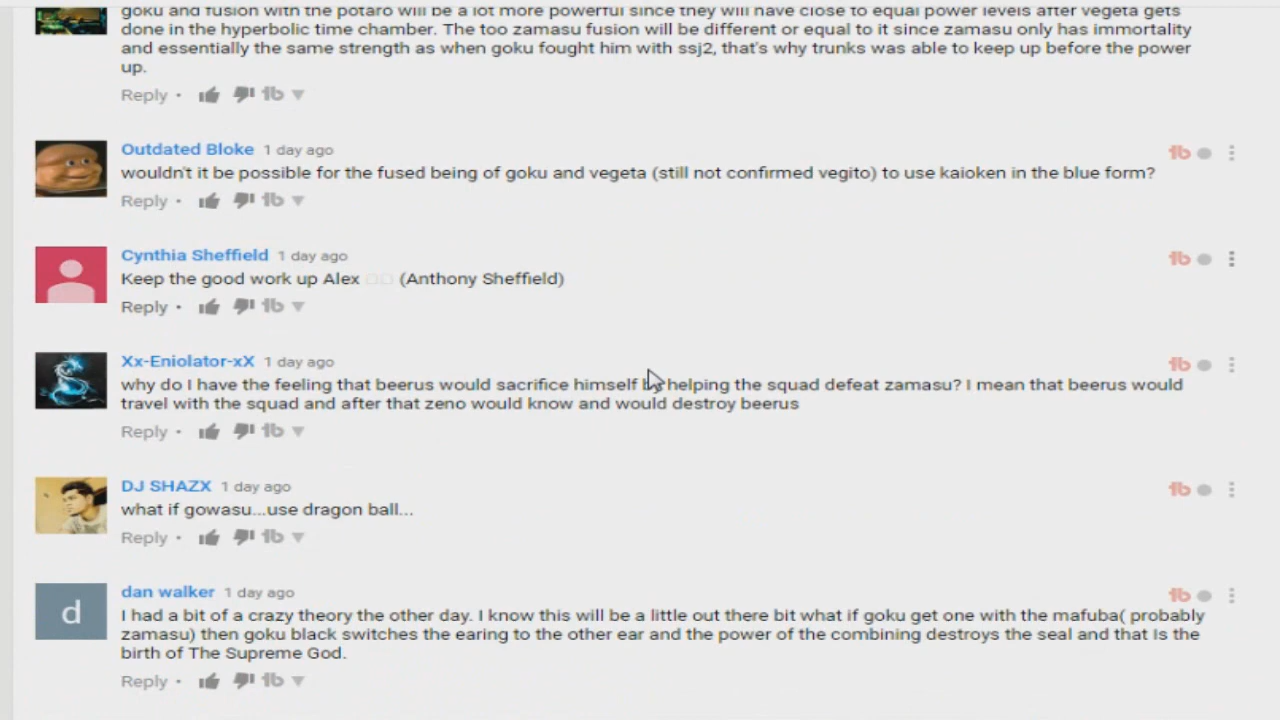 goku and fusion with the potaro will be a lot more powerful since they will have close to equal power levels after vegeta gets
done in the hyperbolic time chamber. The too zamasu fusion will be different or equal to it since zamasu only has immortality
and essentially the same strength as when goku fought him with ssj2, that's why trunks was able to keep up before the power
up.
Reply •
Outdated Bloke 1 day ago
wouldn't it be possible for the fused being of goku and vegeta (still not confirmed vegito) to use kaioken in the blue form?
Reply •
Cynthia Sheffield 1 day ago
Keep the good work up Alex (Anthony Sheffield)
Reply •
Xx-Eniolator-xX 1 day ago
why do I have the feeling that beerus would sacrifice himself by helping the squad defeat zamasu? I mean that beerus would
travel with the squad and after that zeno would know and would destroy beerus
Reply •
DJ SHAZX 1 day ago
what if gowasu...use dragon ball...
Reply •
d
dan walker 1 day ago
I had a bit of a crazy theory the other day. I know this will be a little out there bit what if goku get one with the mafuba( probably
zamasu) then goku black switches the earing to the other ear and the power of the combining destroys the seal and that Is the
birth of The Supreme God.
Reply •